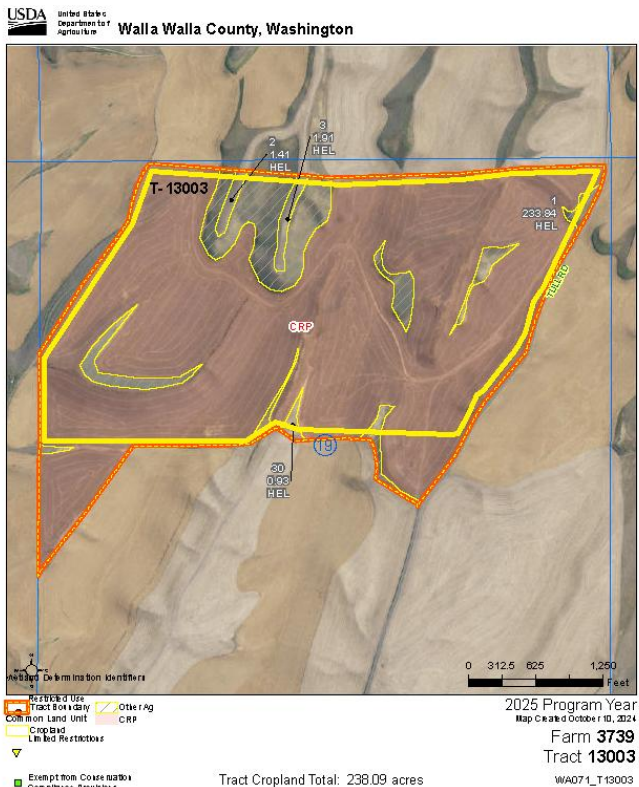 USDA
United States
Department of
Agriculture
Walla Walla County, Washington
3
1.91
HEL
2
1.41
HEL
T- 13003
1
233.84
HEL
TULL RD
CRP
19
30
0.93
HEL
0 312.5 625 1,250
Feet
Wetland Determination Identifiers
Restricted Use
Tract Boundary
Other Ag
Common Land Unit
CRP
Cropland
Limited Restrictions
Exempt from Conservation
Compliance Provisions
2025 Program Year
Map Created October 10, 2024
Farm 3739
Tract 13003
Tract Cropland Total: 238.09 acres
WA071_T13003